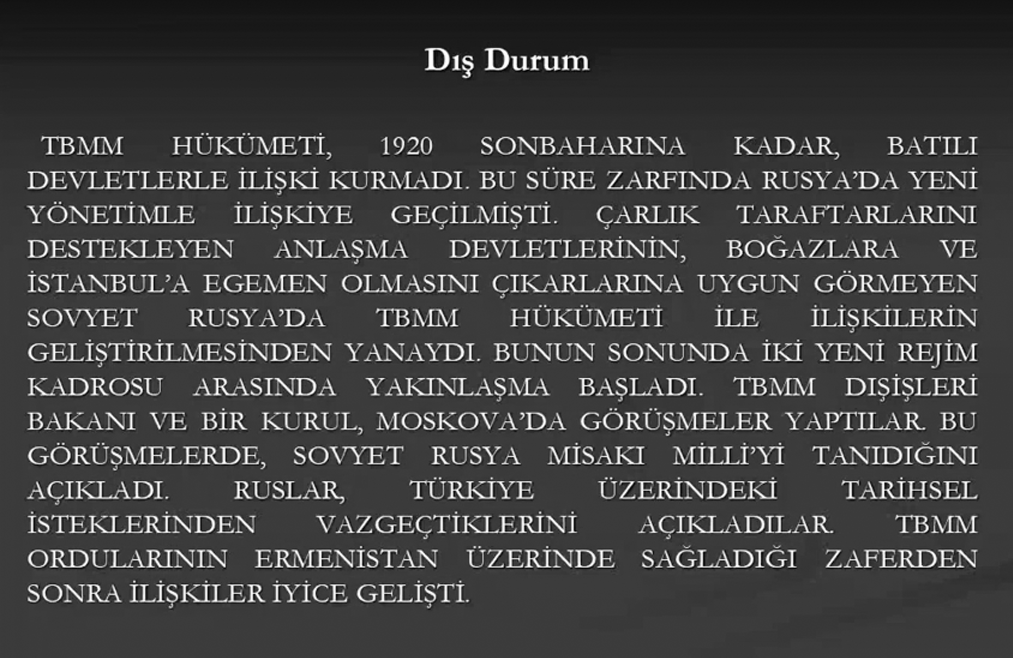 Dış Durum
TBMM HÜKÜMETİ, 1920 SONBAHARINA KADAR, BATILI
DEVLETLERLE İLİŞKİ KURMADI. BU SÜRE ZARFINDA RUSYA’DA YENİ
YÖNETİMLE İLİŞKİYE GEÇİLMİŞTİ. ÇARLIK TARAFTARLARINI
DESTEKLEYEN ANLAŞMA DEVLETLERİNİN, BOĞAZLARA VE
İSTANBUL’A EGEMEN OLMASINI ÇIKARLARINA UYGUN GÖRMEYEN
SOVYET RUSYA’DA TBMM HÜKÜMETİ İLE İLİŞKİLERİN
GELİŞTİRİLMESİNDEN YANAYDI. BUNUN SONUNDA İKİ YENİ REJİM
KADROSU ARASINDA YAKINLAŞMA BAŞLADI. TBMM DIŞİŞLERİ
BAKANI VE BİR KURUL, MOSKOVA’DA GÖRÜŞMELER YAPTILAR. BU
GÖRÜŞMELERDE, SOVYET RUSYA MİSAKI MİLLİ’Yİ TANIDIĞINI
AÇIKLADI. RUSLAR, TÜRKİYE ÜZERİNDEKİ TARİHSEL
İSTEKLERİNDEN VAZGEÇTİKLERİNİ AÇIKLADILAR. TBMM
ORDULARININ ERMENİSTAN ÜZERİNDE SAĞLADIĞI ZAFERDEN
SONRA İLİŞKİLER İYİCE GELİŞTİ.